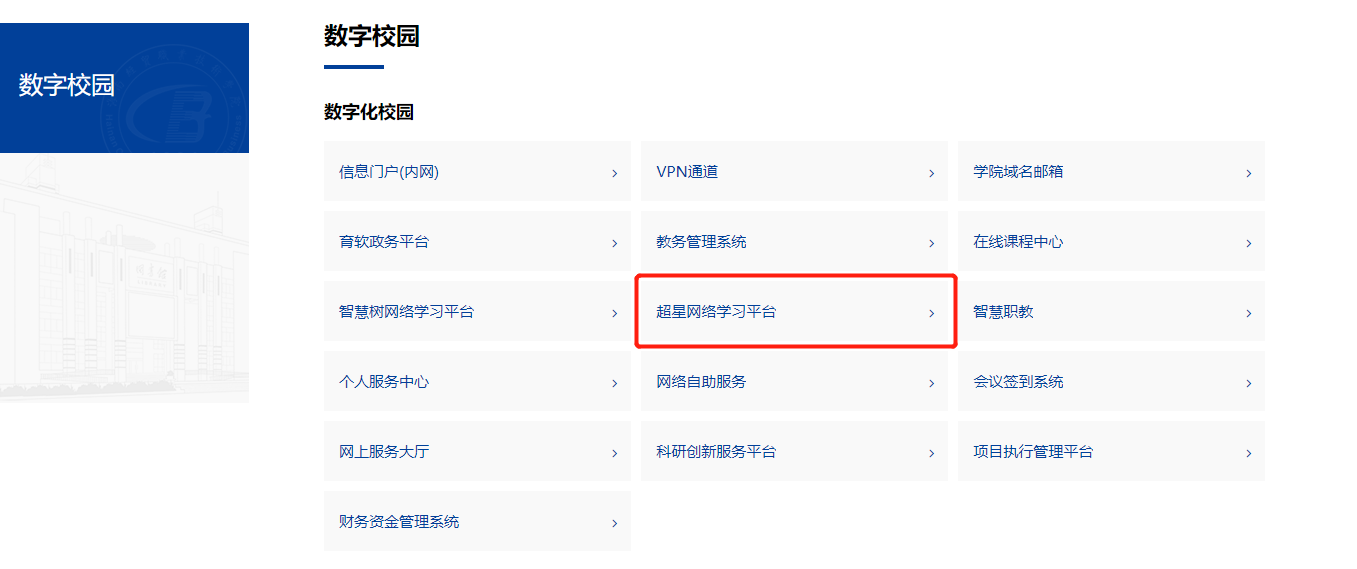 数字校园
数字校园
数字化校园
信息门户(内网)
VPN通道
学院域名邮箱
育软政务平台
教务管理系统
在线课程中心
智慧树网络学习平台
超星网络学习平台
智慧职教
个人服务中心
网络自助服务
会议签到系统
网上服务大厅
科研创新服务平台
项目执行管理平台
财务资金管理系统